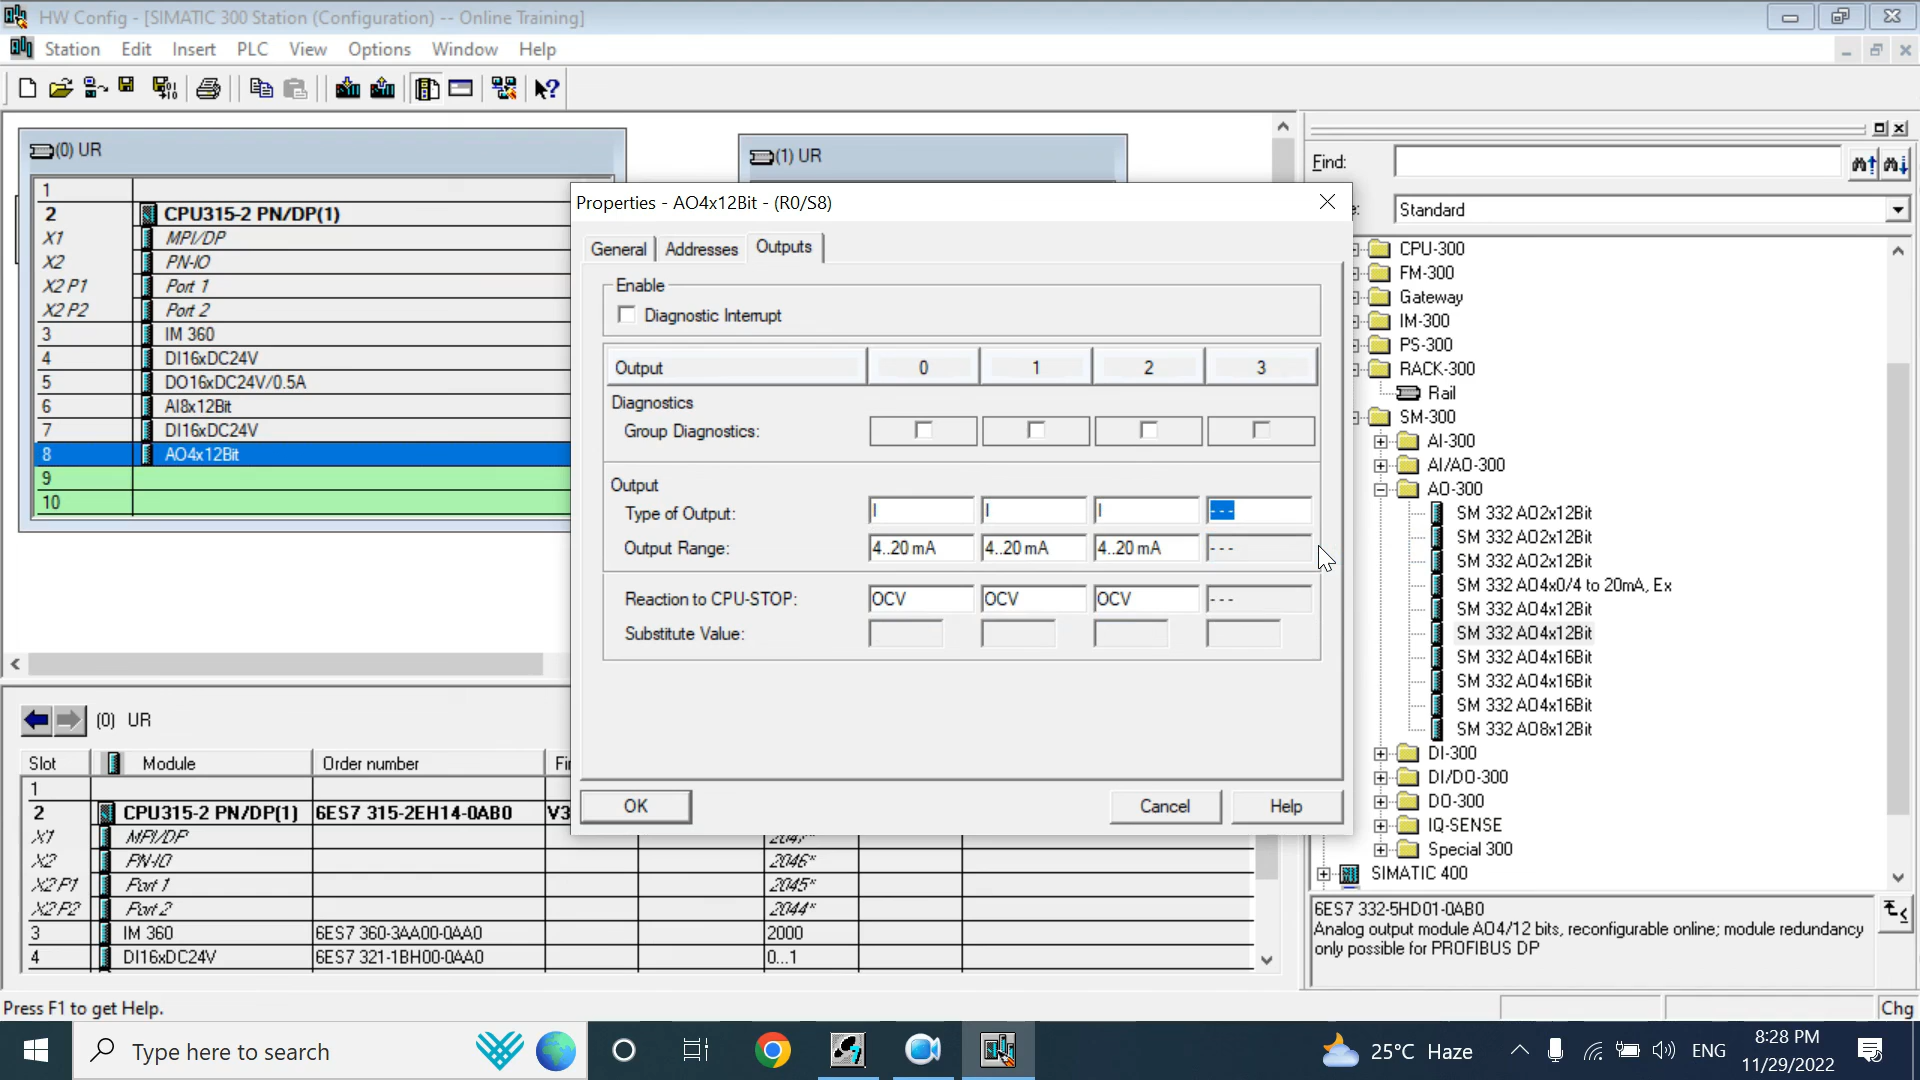 HW Config - [SIMATIC 300 Station (Configuration) -- Online Training]
Station Edit Insert PLC View Options Window Help
(0) UR
1
2 CPU315-2 PN/DP(1)
X1 MPI/DP
X2 PN-IO
X2 P1 Port 1
X2 P2 Port 2
3 IM 360
4 DI16xDC24V
5 DO16xDC24V/0.5A
6 AI8x12Bit
7 DI16xDC24V
8 AO4x12Bit
9
10
(1) UR
Properties - AO4x12Bit - (R0/S8)
General Addresses Outputs
Enable
Diagnostic Interrupt
Output 0 1 2 3
Diagnostics
Group Diagnostics:
Output
Type of Output: I I I ---
Output Range: 4..20 mA 4..20 mA 4..20 mA ---
Reaction to CPU-STOP: OCV OCV OCV ---
Substitute Value:
OK Cancel Help
Find:
Standard
CPU-300
FM-300
Gateway
IM-300
PS-300
RACK-300
Rail
SM-300
AI-300
AI/AO-300
AO-300
SM 332 AO2x12Bit
SM 332 AO2x12Bit
SM 332 AO2x12Bit
SM 332 AO4x0/4 to 20mA, Ex
SM 332 AO4x12Bit
SM 332 AO4x12Bit
SM 332 AO4x16Bit
SM 332 AO4x16Bit
SM 332 AO4x16Bit
SM 332 AO8x12Bit
DI-300
DI/DO-300
DO-300
IQ-SENSE
Special 300
SIMATIC 400
6ES7 332-5HD01-0AB0
Analog output module AO4/12 bits, reconfigurable online; module redundancy
only possible for PROFIBUS DP
(0) UR
Slot Module Order number Fi
1
2 CPU315-2 PN/DP(1) 6ES7 315-2EH14-0AB0 V3
X1 MPI/DP 2047*
X2 PN-IO 2046*
X2 P1 Port 1 2045*
X2 P2 Port 2 2044*
3 IM 360 6ES7 360-3AA00-0AA0 2000
4 DI16xDC24V 6ES7 321-1BH00-0AA0 0...1
Press F1 to get Help.
Chg
Type here to search
25°C Haze
ENG
8:28 PM
11/29/2022